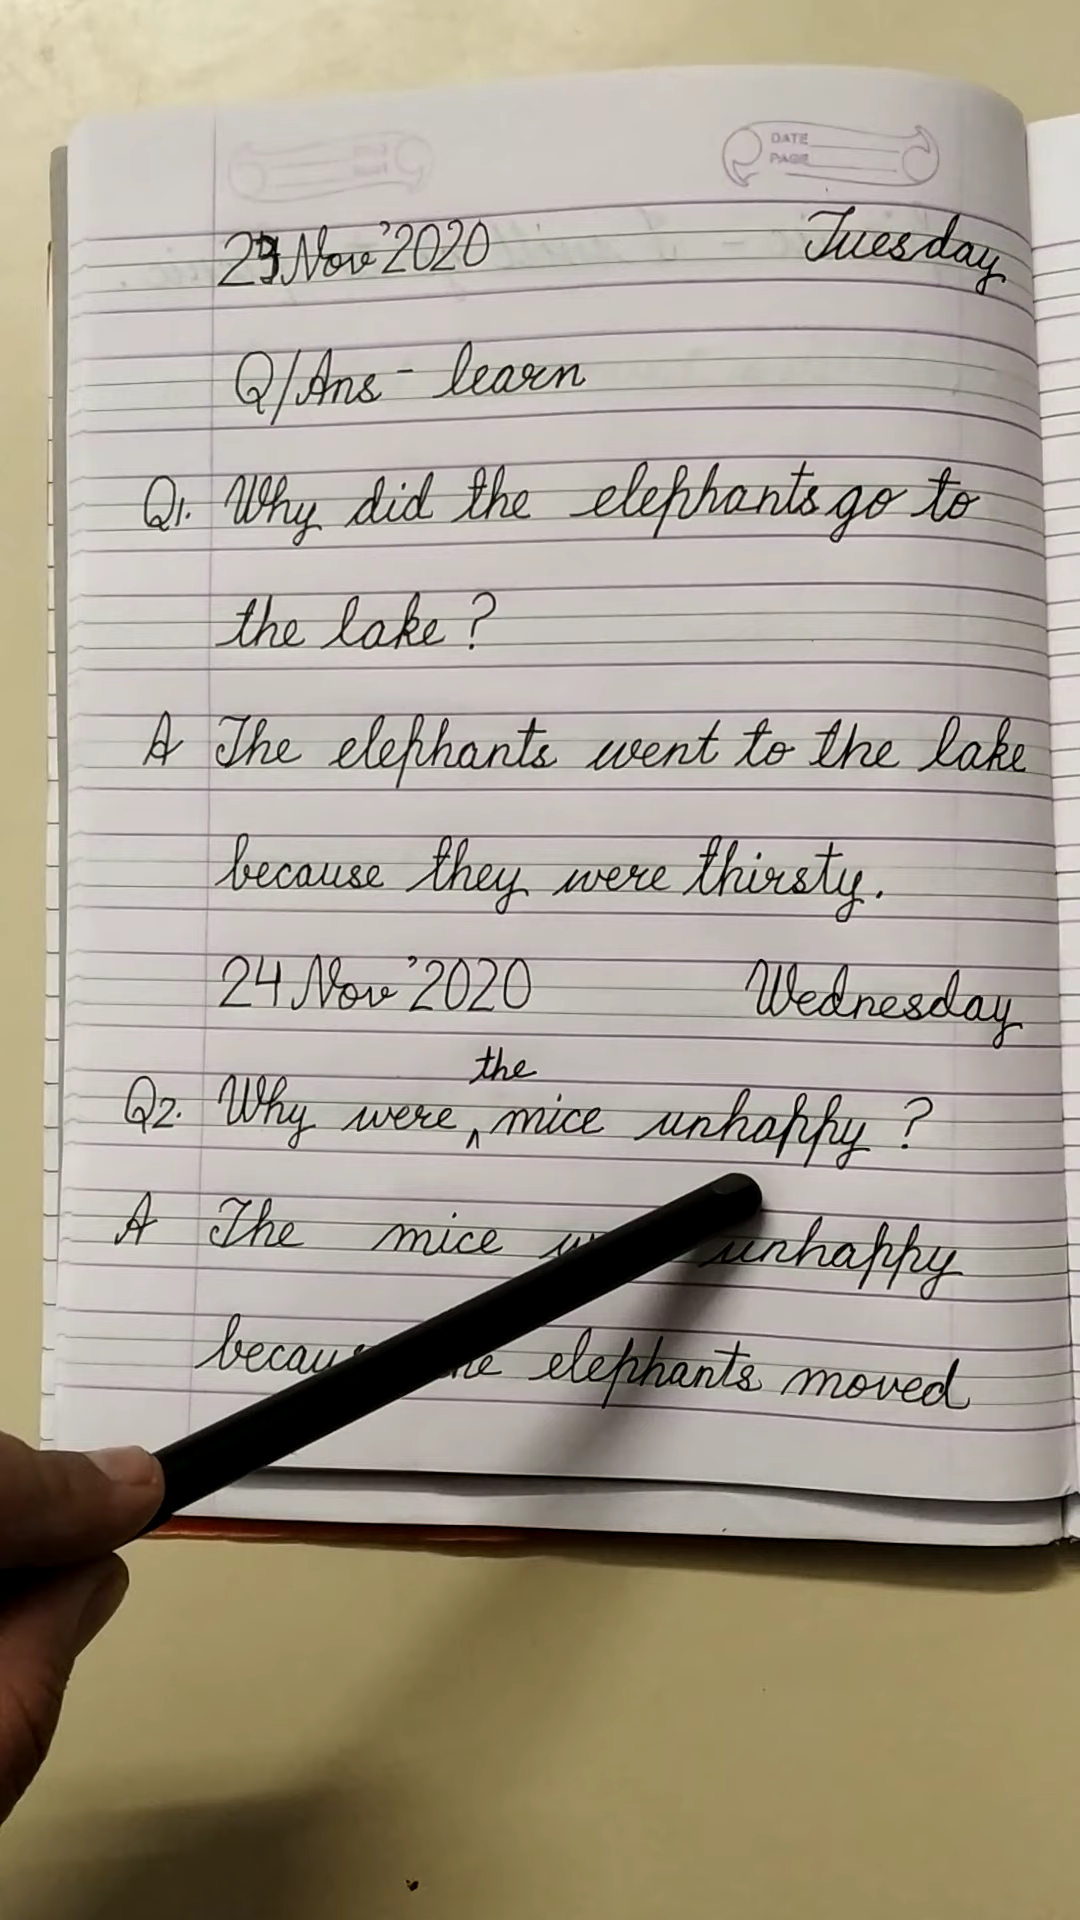 DATE
PAGE
Nov'2020 Tuesday
Q/Ans - learn
Q1. Why did the elephants go to
the lake?
A The elephants went to the lake
because they were thirsty.
24 Nov'2020 Wednesday
the
Q2. Why were ^ mice unhappy?
A The mice unhappy
elephants moved